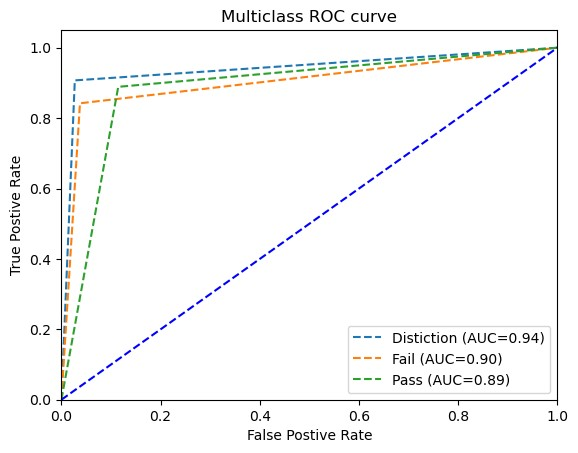 Multiclass ROC curve
True Postive Rate
1.0
0.8
0.6
0.4
0.2
0.0
Distiction (AUC=0.94)
Fail (AUC=0.90)
Pass (AUC=0.89)
0.0 0.2 0.4 0.6 0.8 1.0
False Postive Rate